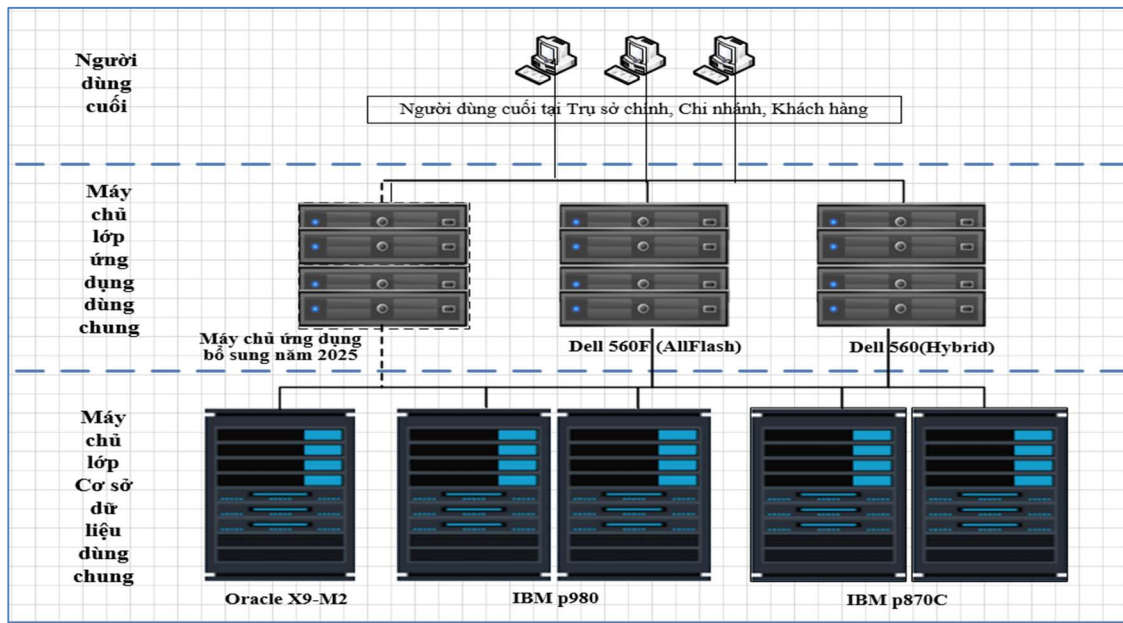 Người
dùng
cuối
Người dùng cuối tại Trụ sở chính, Chi nhánh, Khách hàng
Máy
chủ
lớp
ứng
dụng
dùng
chung
Máy chủ ứng dụng
bổ sung năm 2025
Dell 560F (AllFlash)
Dell 560(Hybrid)
Máy
chủ
lớp
Cơ sở
dữ
liệu
dùng
chung
Oracle X9-M2
IBM p980
IBM p870C